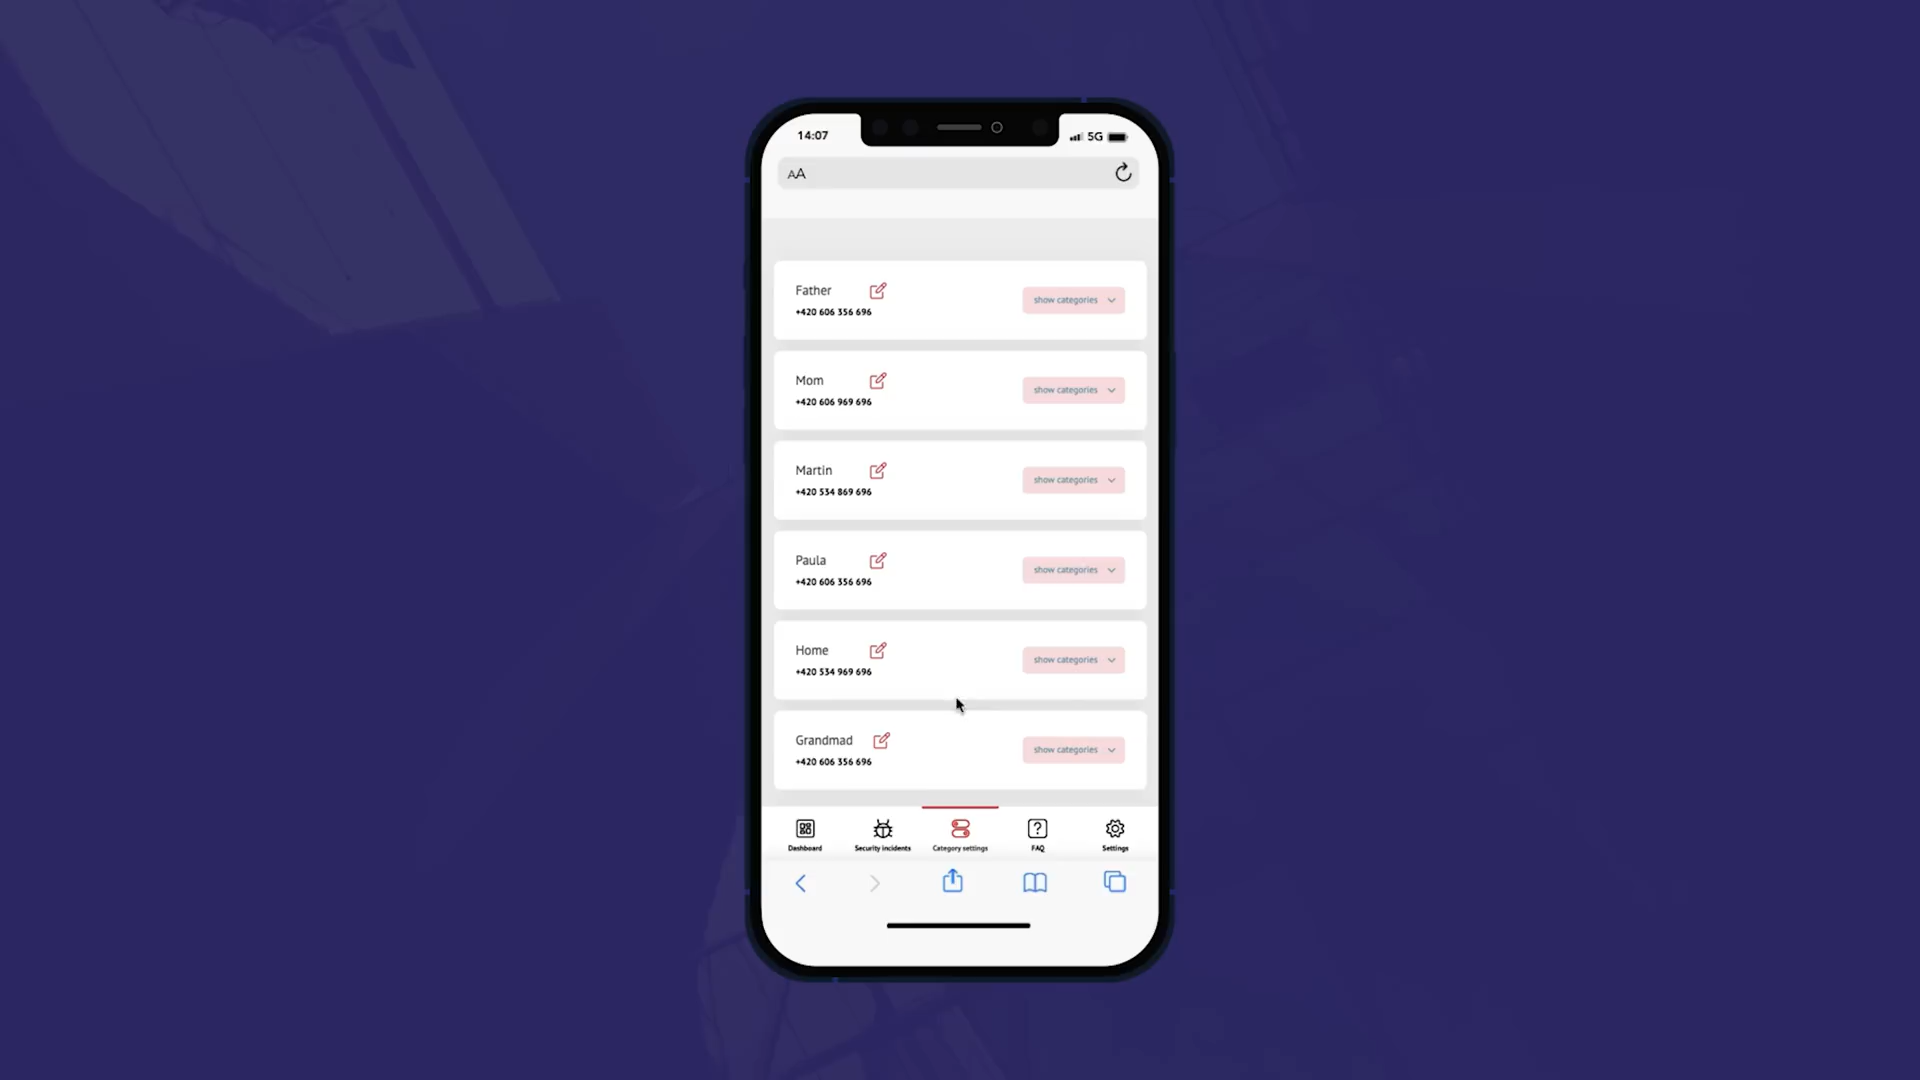 14:07
5G
AA
Father
+420 606 356 696
show categories
Mom
+420 606 969 696
show categories
Martin
+420 534 869 696
show categories
Paula
+420 606 356 696
show categories
Home
+420 534 969 696
show categories
Grandmad
+420 606 356 696
show categories
Dashboard
Security incidents
Category settings
FAQ
Settings